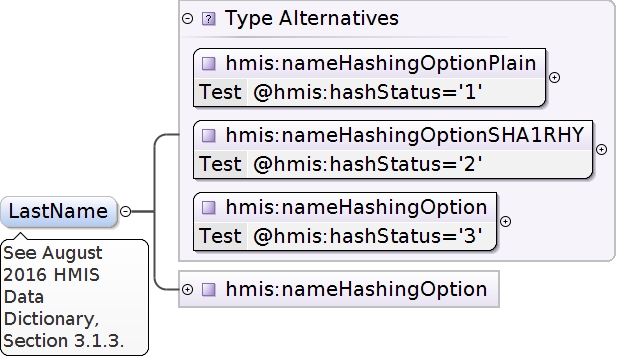 Type Alternatives
hmis:nameHashingOptionPlain
Test @hmis:hashStatus='1'
hmis:nameHashingOptionSHA1RHY
Test @hmis:hashStatus='2'
hmis:nameHashingOption
Test @hmis:hashStatus='3'
LastName
See August
2016 HMIS
Data
Dictionary,
Section 3.1.3.
hmis:nameHashingOption